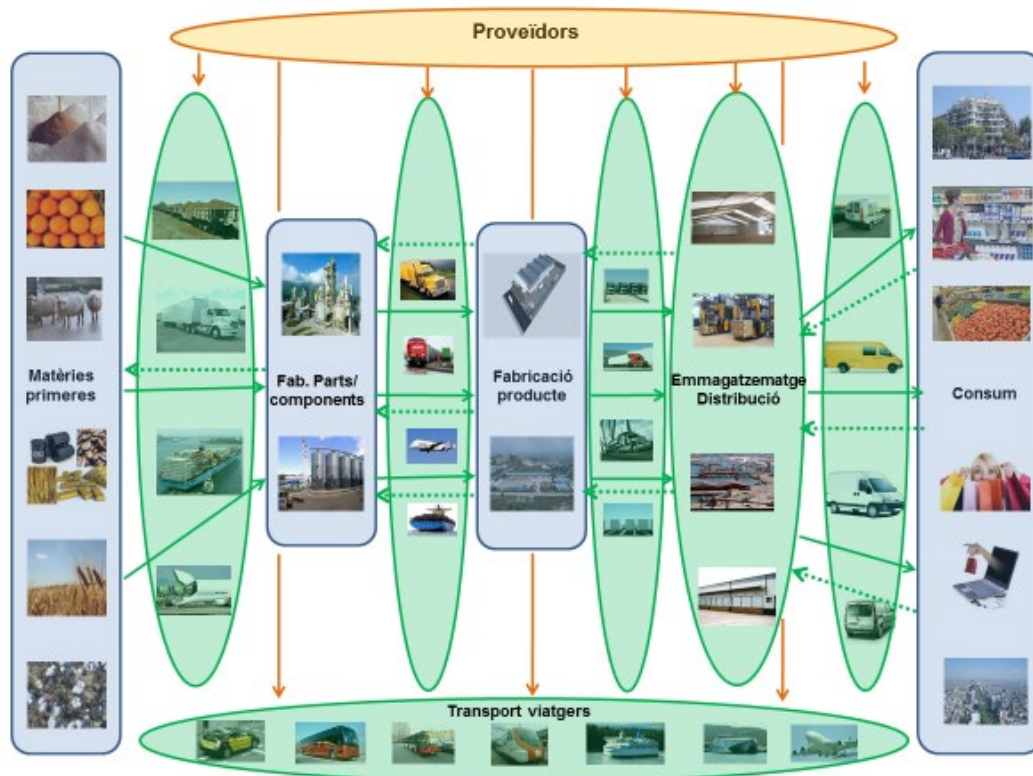 Proveïdors
Matèries
primeres
Fab. Parts/
components
Fabricació
producte
Emmagatzematge
Distribució
Consum
Transport viatgers